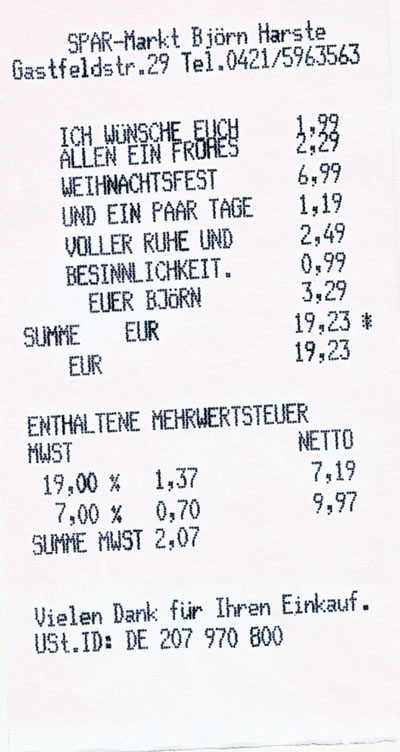 SPAR-Markt Björn Harste
Gastfeldstr.29 Tel.0421/5963563
ICH WÜNSCHE EUCH 1,99
ALLEN EIN FROHES 2,29
WEIHNACHTSFEST 6,99
UND EIN PAAR TAGE 1,19
VOLLER RUHE UND 2,49
BESINNLICHKEIT. 0,99
EUER BJÖRN 3,29
SUMME EUR 19,23 *
EUR 19,23
ENTHALTENE MEHRWERTSTEUER
MWST NETTO
19,00 % 1,37 7,19
7,00 % 0,70 9,97
SUMME MWST 2,07
Vielen Dank für Ihren Einkauf.
USt.ID: DE 207 970 800